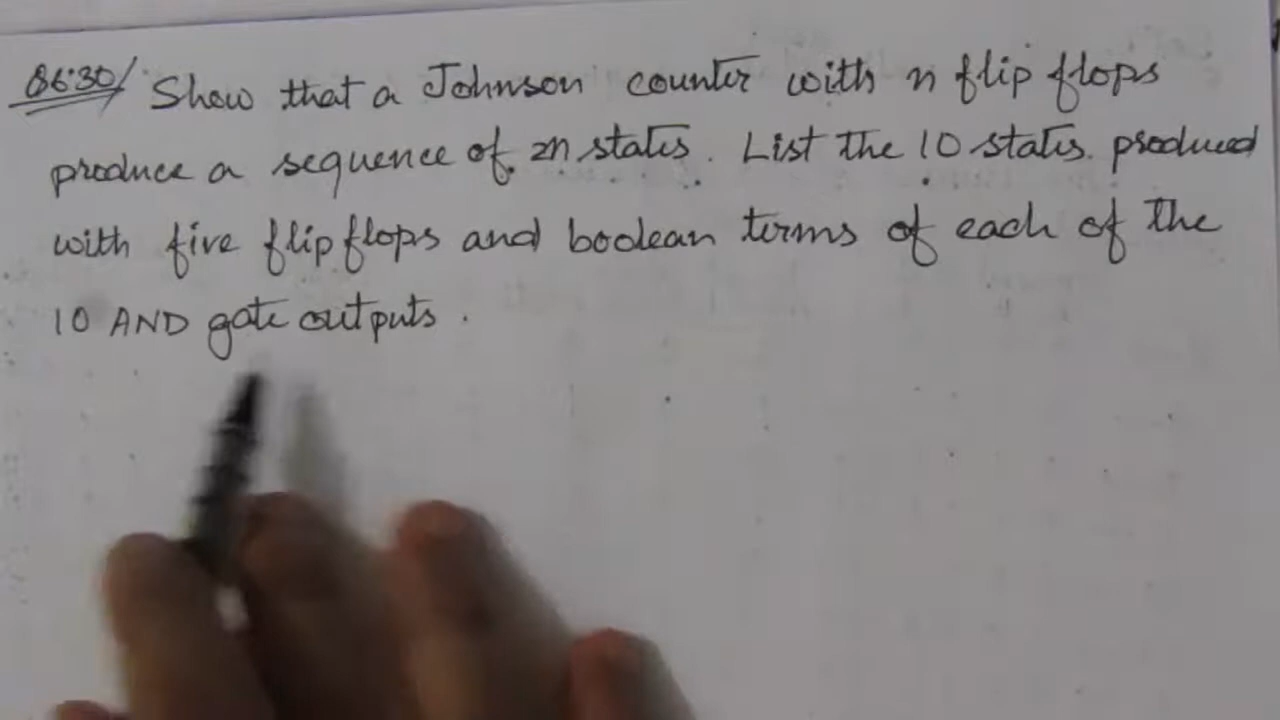 Q6.30/ Show that a Johnson counter with n flip flops
produce a sequence of 2n states. List the 10 states produced
with five flip flops and boolean terms of each of the
10 AND gate outputs.